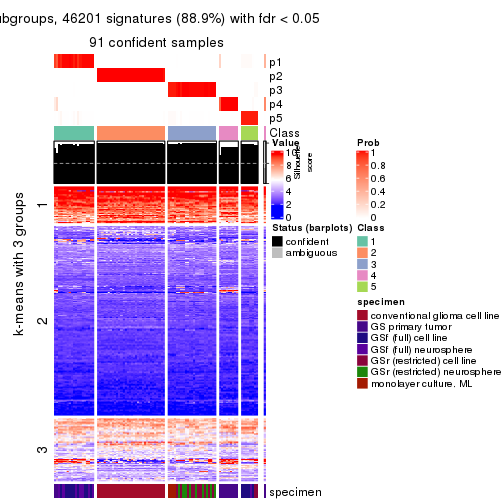 ubgroups, 46201 signatures (88.9%) with fdr < 0.05
91 confident samples
p1
p2
p3
p4
p5
Class
Silhouette score
k-means with 3 groups
1
2
3
specimen
Value
10
8
6
4
2
0
Status (barplots)
confident
ambiguous
Prob
1
0.8
0.6
0.4
0.2
0
Class
1
2
3
4
5
specimen
conventional glioma cell line
GS primary tumor
GSf (full) cell line
GSf (full) neurosphere
GSr (restricted) cell line
GSr (restricted) neurosphere
monolayer culture. ML